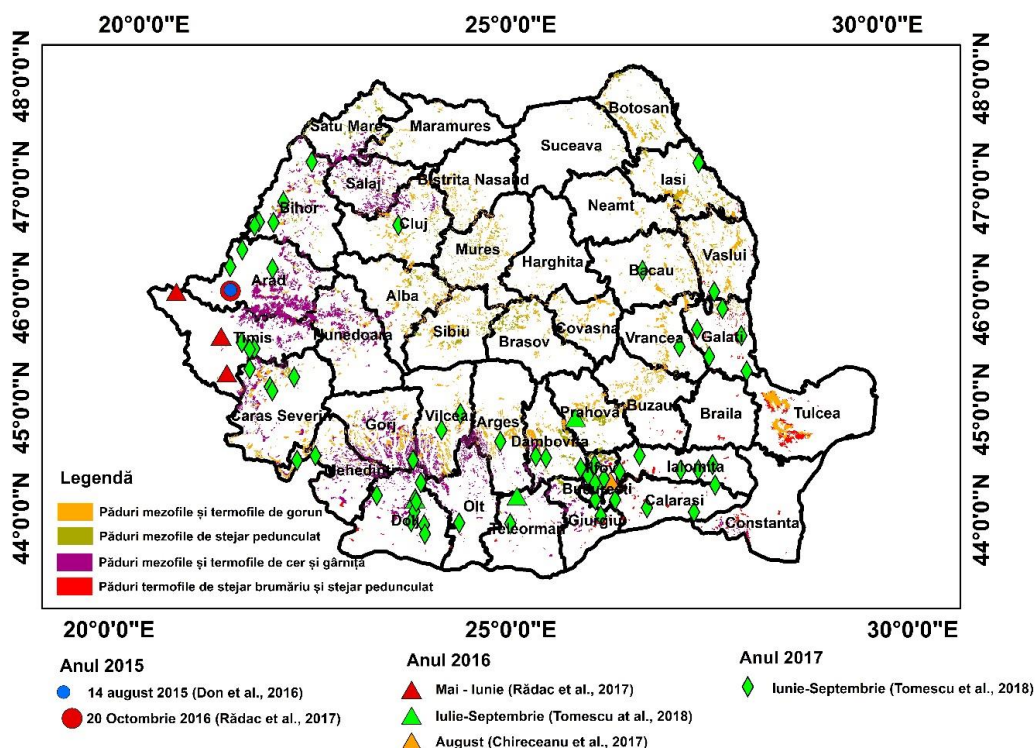 20°0'0"E 25°0'0"E 30°0'0"E
48°0'0"N 48°0'0"N
47°0'0"N 47°0'0"N
46°0'0"N 46°0'0"N
45°0'0"N 45°0'0"N
44°0'0"N 44°0'0"N
Botosani
Satu Mare Maramures
Suceava
Salaj Bistrita Nasaud Iasi
Bihor Neamt
Cluj
Mures Vaslui
Harghita Bacau
Arad
Alba
Timis Hunedoara Sibiu Brasov Covasna Vrancea Galati
Caras Severin Gorj Vilcea Arges Prahova Buzau Braila Tulcea
Dambovita
Mehedinti Ilfov Ialomita
Bucuresti
Olt Calarasi
Dolj Teleorman Giurgiu Constanta
Legendă
Păduri mezofile și termofile de gorun
Păduri mezofile de stejar pedunculat
Păduri mezofile și termofile de cer și gârniță
Păduri termofile de stejar brumăriu și stejar pedunculat
20°0'0"E 25°0'0"E 30°0'0"E
Anul 2015
14 august 2015 (Don et al., 2016)
20 Octombrie 2016 (Rădac et al., 2017)
Anul 2016
Mai - Iunie (Rădac et al., 2017)
Iulie-Septembrie (Tomescu at al., 2018)
August (Chireceanu et al., 2017)
Anul 2017
Iunie-Septembrie (Tomescu et al., 2018)